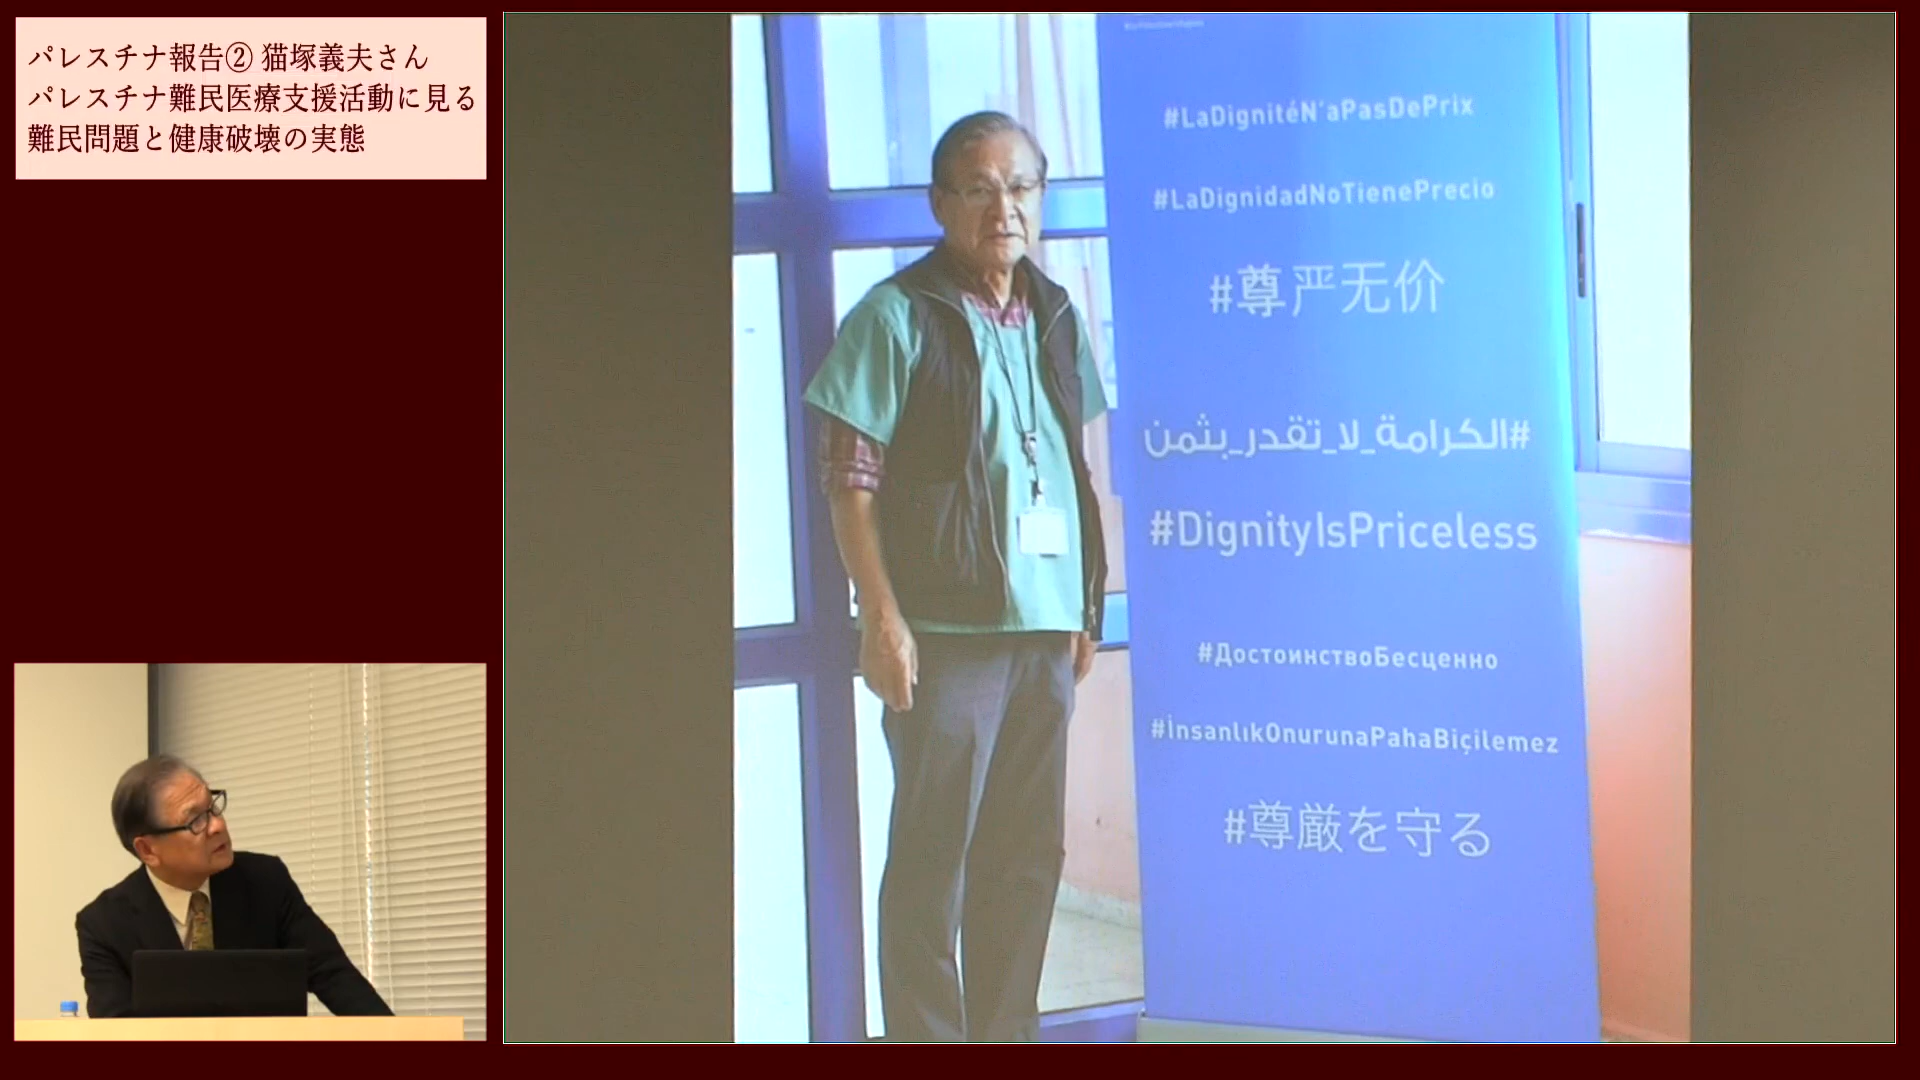 パレスチナ報告② 猫塚義夫さん
パレスチナ難民医療支援活動に見る
難民問題と健康破壊の実態
#LaDignitéN'aPasDePrix
#LaDignidadNoTienePrecio
#尊严无价
#الكرامة_لا_تقدر_بثمن
#DignityIsPriceless
#ДостоинствоБесценно
#İnsanlıkOnurunaPahaBiçilemez
#尊厳を守る